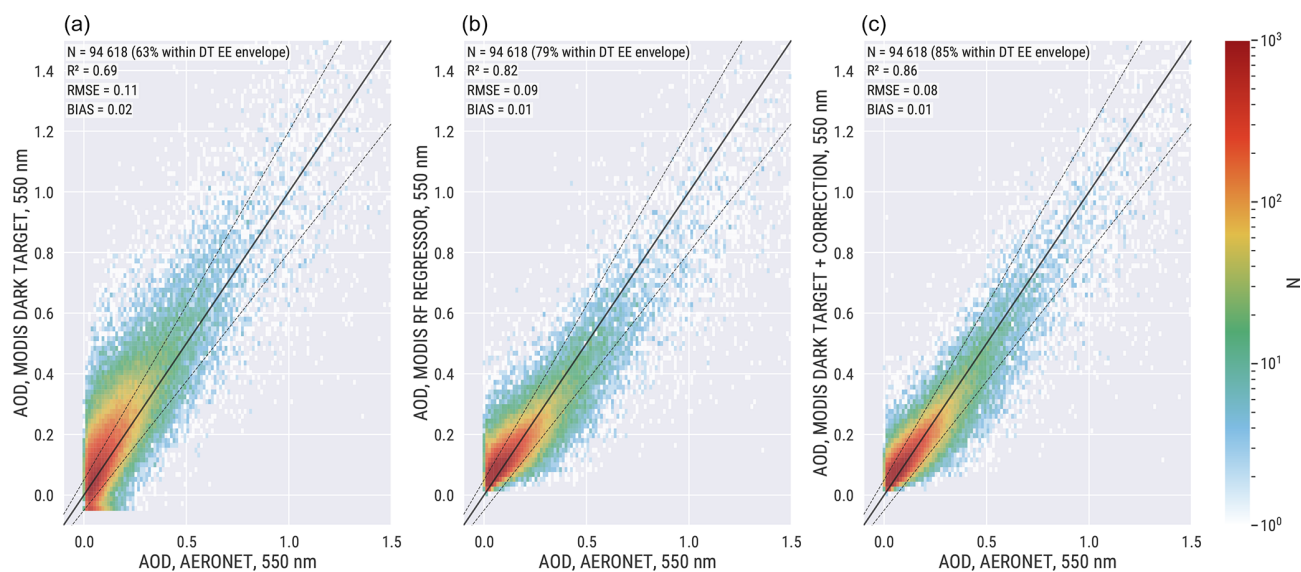 (a)
N = 94 618 (63% within DT EE envelope)
R² = 0.69
RMSE = 0.11
BIAS = 0.02
1.4
1.2
1.0
0.8
0.6
0.4
0.2
0.0
AOD, MODIS DARK TARGET, 550 nm
0.0 0.5 1.0 1.5
AOD, AERONET, 550 nm
(b)
N = 94 618 (79% within DT EE envelope)
R² = 0.82
RMSE = 0.09
BIAS = 0.01
1.4
1.2
1.0
0.8
0.6
0.4
0.2
0.0
AOD, MODIS RF REGRESSOR, 550 nm
0.0 0.5 1.0 1.5
AOD, AERONET, 550 nm
(c)
N = 94 618 (85% within DT EE envelope)
R² = 0.86
RMSE = 0.08
BIAS = 0.01
1.4
1.2
1.0
0.8
0.6
0.4
0.2
0.0
AOD, MODIS DARK TARGET + CORRECTION, 550 nm
0.0 0.5 1.0 1.5
AOD, AERONET, 550 nm
10³
10²
10¹
10⁰
N